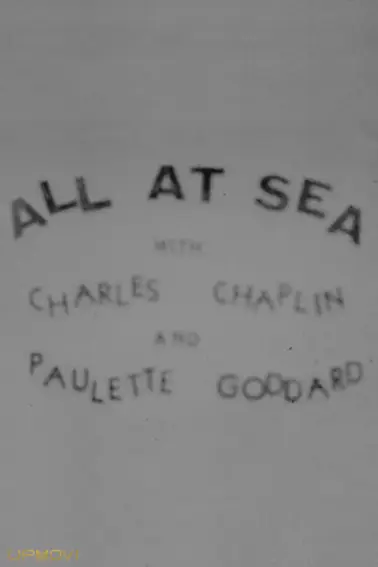 ALL AT SEA
WITH
CHARLES CHAPLIN
AND
PAULETTE GODDARD